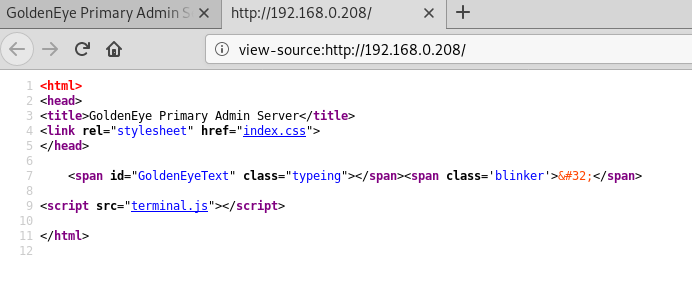 GoldenEye Primary Admin S
http://192.168.0.208/
view-source:http://192.168.0.208/
1 <html>
2 <head>
3 <title>GoldenEye Primary Admin Server</title>
4 <link rel="stylesheet" href="index.css">
5 </head>
6
7 <span id="GoldenEyeText" class="typeing"></span><span class='blinker'>&#32;</span>
8
9 <script src="terminal.js"></script>
10
11 </html>
12